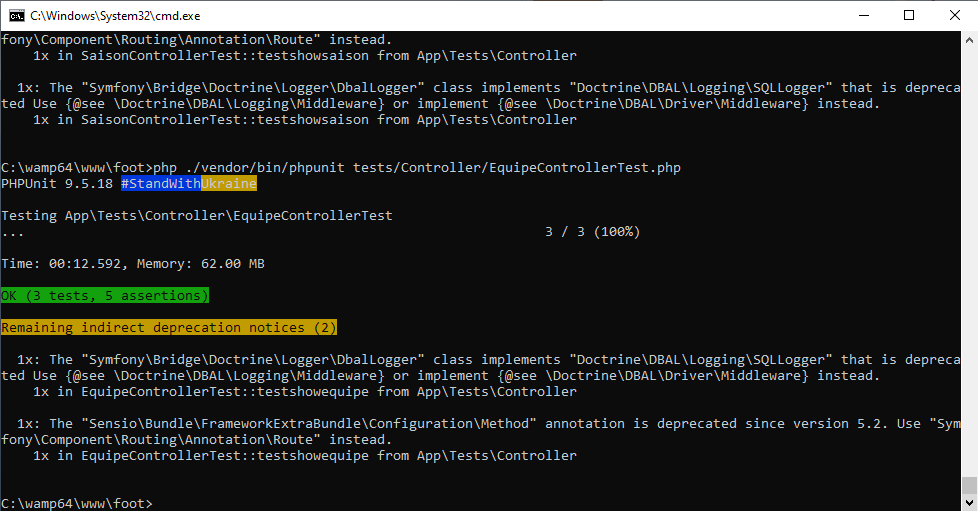 C:\Windows\System32\cmd.exe
fony\Component\Routing\Annotation\Route" instead.
    1x in SaisonControllerTest::testshowsaison from App\Tests\Controller
  1x: The "Symfony\Bridge\Doctrine\Logger\DbalLogger" class implements "Doctrine\DBAL\Logging\SQLLogger" that is depreca
ted Use {@see \Doctrine\DBAL\Logging\Middleware} or implement {@see \Doctrine\DBAL\Driver\Middleware} instead.
    1x in SaisonControllerTest::testshowsaison from App\Tests\Controller
C:\wamp64\www\foot>php ./vendor/bin/phpunit tests/Controller/EquipeControllerTest.php
PHPUnit 9.5.18 #StandWithUkraine
Testing App\Tests\Controller\EquipeControllerTest
...                                                                 3 / 3 (100%)
Time: 00:12.592, Memory: 62.00 MB
OK (3 tests, 5 assertions)
Remaining indirect deprecation notices (2)
  1x: The "Symfony\Bridge\Doctrine\Logger\DbalLogger" class implements "Doctrine\DBAL\Logging\SQLLogger" that is depreca
ted Use {@see \Doctrine\DBAL\Logging\Middleware} or implement {@see \Doctrine\DBAL\Driver\Middleware} instead.
    1x in EquipeControllerTest::testshowequipe from App\Tests\Controller
  1x: The "Sensio\Bundle\FrameworkExtraBundle\Configuration\Method" annotation is deprecated since version 5.2. Use "Sym
fony\Component\Routing\Annotation\Route" instead.
    1x in EquipeControllerTest::testshowequipe from App\Tests\Controller
C:\wamp64\www\foot>